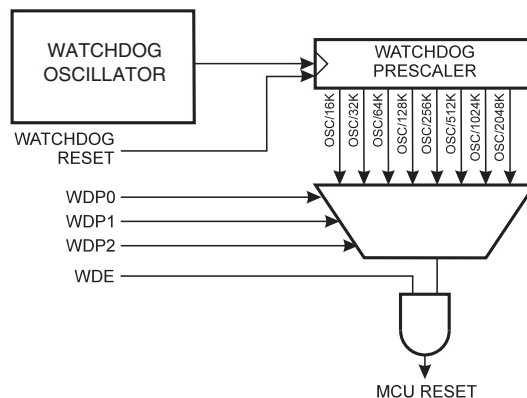 WATCHDOG
OSCILLATOR
WATCHDOG
PRESCALER
WATCHDOG
RESET
OSC/16K
OSC/32K
OSC/64K
OSC/128K
OSC/256K
OSC/512K
OSC/1024K
OSC/2048K
WDP0
WDP1
WDP2
WDE
MCU RESET